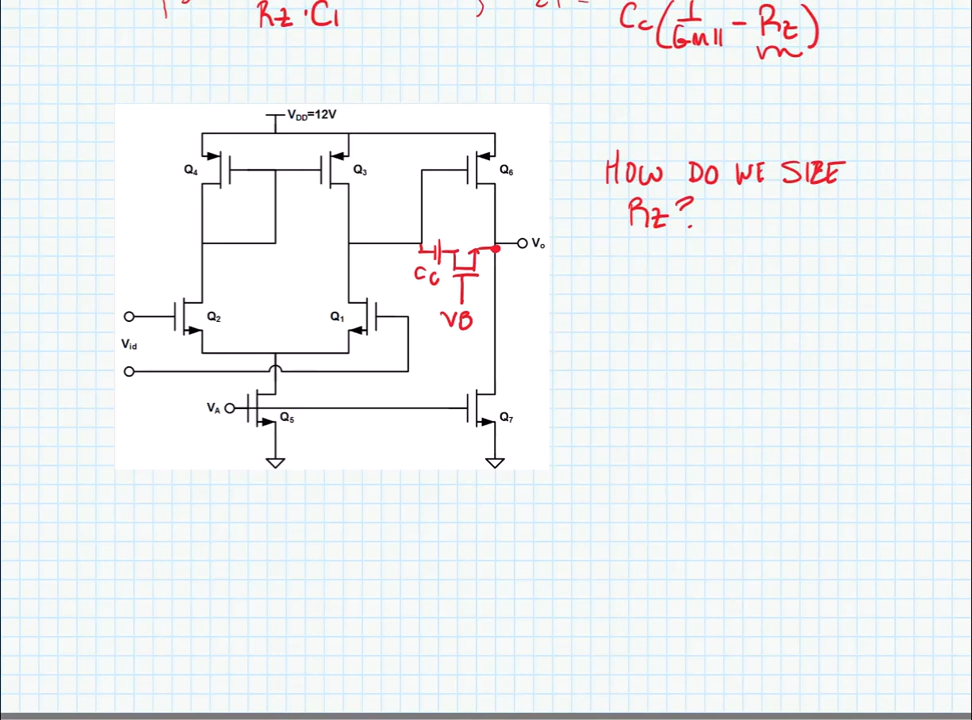 Rz·C1
Cc(1/GmII - Rz)
VDD=12V
Q4
Q3
Q6
HOW DO WE SIZE
Rz?
Vo
Cc
Q2
Q1
VB
Vid
VA
Q5
Q7